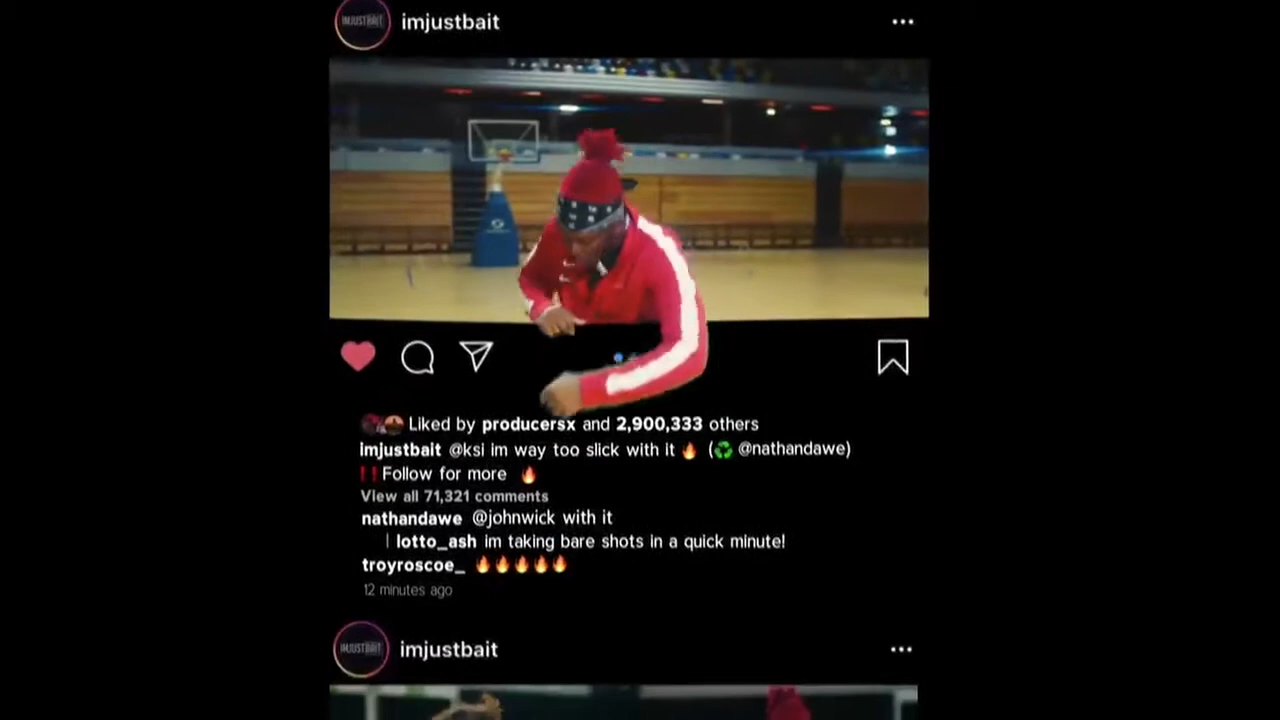 IMJUSTBAIT
imjustbait
Liked by producersx and 2,900,333 others
imjustbait @ksi im way too slick with it 🔥 (♻️ @nathandawe)
‼️Follow for more 🔥
View all 71,321 comments
nathandawe @johnwick with it
lotto_ash im taking bare shots in a quick minute!
troyroscoe_ 🔥🔥🔥🔥🔥
12 minutes ago
IMJUSTBAIT
imjustbait